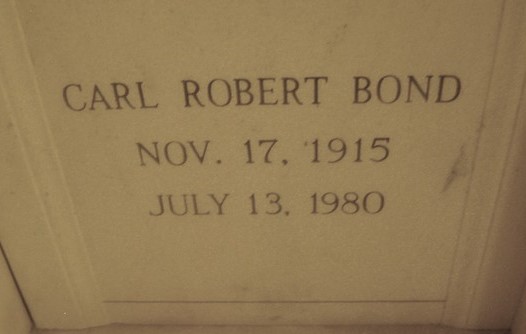 CARL ROBERT BOND
NOV. 17, 1915
JULY 13, 1980